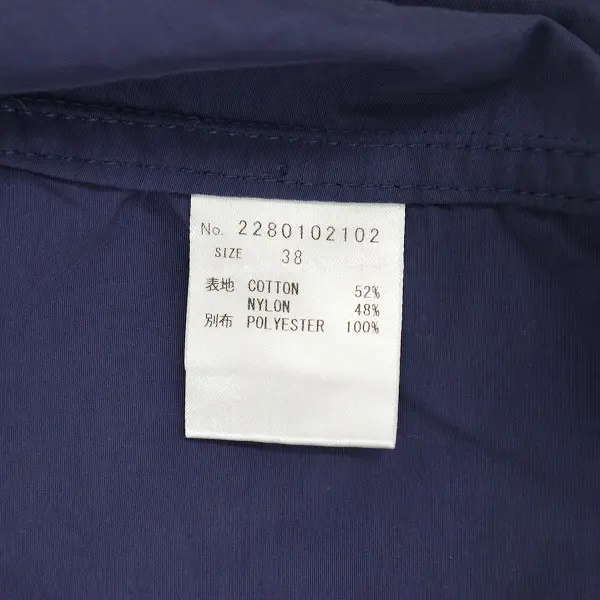 No. 2280102102
SIZE 38
表地 COTTON 52%
NYLON 48%
別布 POLYESTER 100%